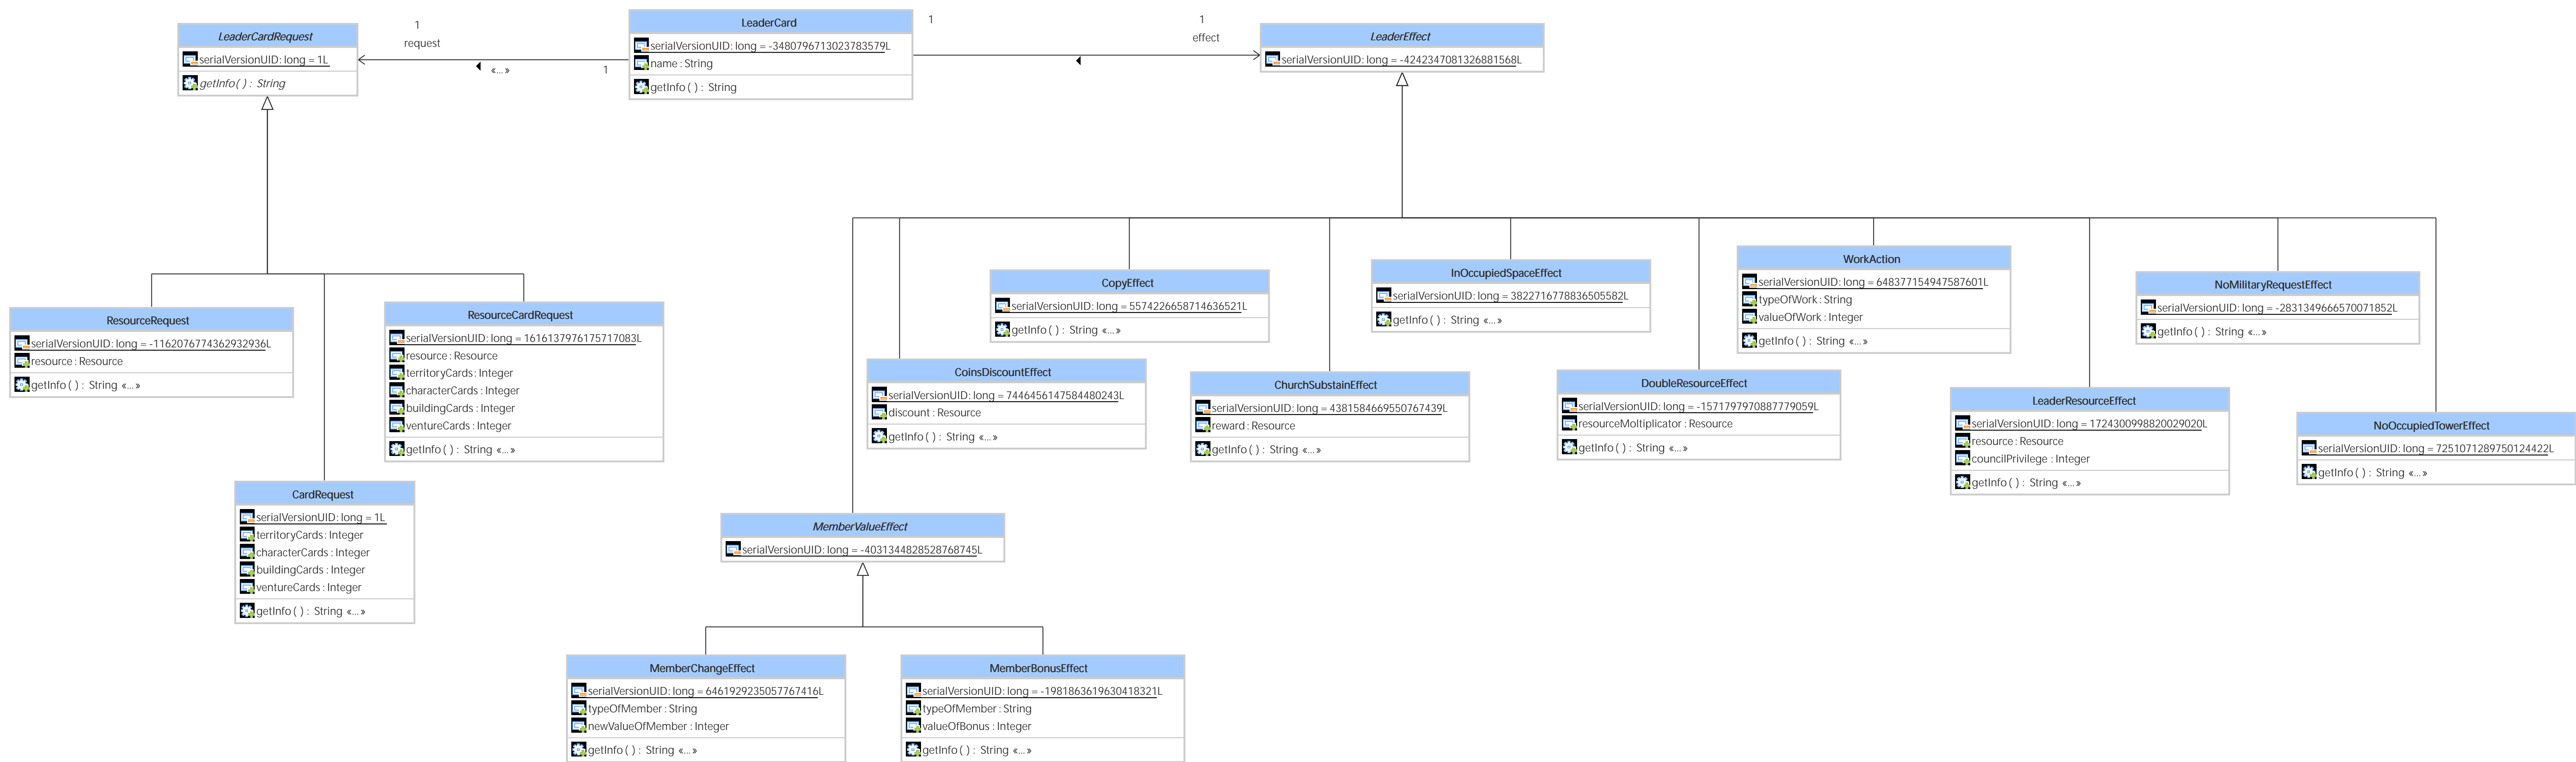 LeaderCardRequest
serialVersionUID: long = 1L
getInfo ( ) : String
1
request
«...»
1
LeaderCard
serialVersionUID: long = -3480796713023783579L
name : String
getInfo ( ) : String
1
1
effect
LeaderEffect
serialVersionUID: long = -4242347081326881568L
ResourceRequest
serialVersionUID: long = -1162076774362932936L
resource : Resource
getInfo ( ) : String «...»
ResourceCardRequest
serialVersionUID: long = 1616137976175717083L
resource : Resource
territoryCards : Integer
characterCards : Integer
buildingCards : Integer
ventureCards : Integer
getInfo ( ) : String «...»
CardRequest
serialVersionUID: long = 1L
territoryCards : Integer
characterCards : Integer
buildingCards : Integer
ventureCards : Integer
getInfo ( ) : String «...»
CopyEffect
serialVersionUID: long = 5574226658714636521L
getInfo ( ) : String «...»
InOccupiedSpaceEffect
serialVersionUID: long = 3822716778836505582L
getInfo ( ) : String «...»
WorkAction
serialVersionUID: long = 648377154947587601L
typeOfWork : String
valueOfWork : Integer
getInfo ( ) : String «...»
NoMilitaryRequestEffect
serialVersionUID: long = -2831349666570071852L
getInfo ( ) : String «...»
CoinsDiscountEffect
serialVersionUID: long = 7446456147584480243L
discount : Resource
getInfo ( ) : String «...»
ChurchSubstainEffect
serialVersionUID: long = 4381584669550767439L
reward : Resource
getInfo ( ) : String «...»
DoubleResourceEffect
serialVersionUID: long = -1571797970887779059L
resourceMoltiplicator : Resource
getInfo ( ) : String «...»
LeaderResourceEffect
serialVersionUID: long = 1724300998820029020L
resource : Resource
councilPrivilege : Integer
getInfo ( ) : String «...»
NoOccupiedTowerEffect
serialVersionUID: long = 7251071289750124422L
getInfo ( ) : String «...»
MemberValueEffect
serialVersionUID: long = -4031344828528768745L
MemberChangeEffect
serialVersionUID: long = 6461929235057767416L
typeOfMember : String
newValueOfMember : Integer
getInfo ( ) : String «...»
MemberBonusEffect
serialVersionUID: long = -1981863619630418321L
typeOfMember : String
valueOfBonus : Integer
getInfo ( ) : String «...»